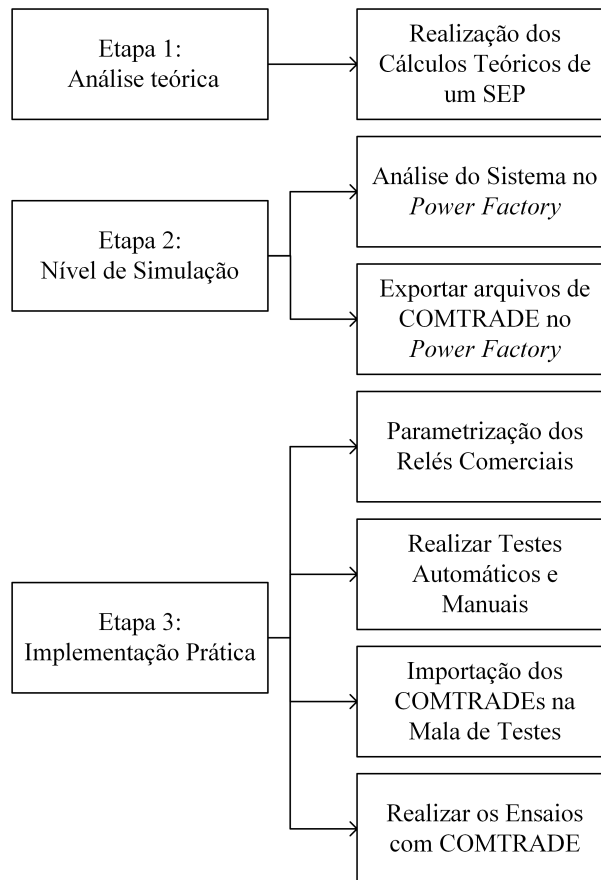 Etapa 1:
Análise teórica
Realização dos
Cálculos Teóricos de
um SEP
Etapa 2:
Nível de Simulação
Análise do Sistema no
Power Factory
Exportar arquivos de
COMTRADE no
Power Factory
Etapa 3:
Implementação Prática
Parametrização dos
Relés Comerciais
Realizar Testes
Automáticos e
Manuais
Importação dos
COMTRADEs na
Mala de Testes
Realizar os Ensaios
com COMTRADE